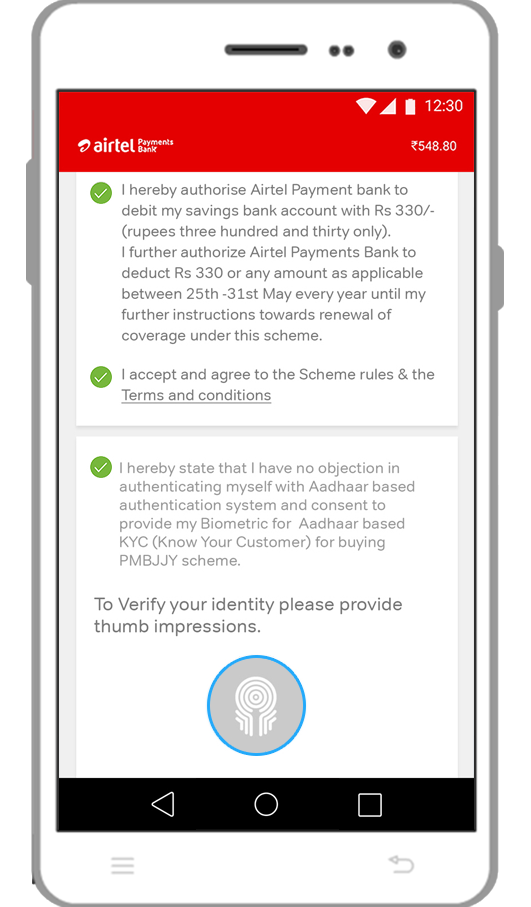 12:30
airtel Payments Bank
₹548.80
I hereby authorise Airtel Payment bank to
debit my savings bank account with Rs 330/-
(rupees three hundred and thirty only).
I further authorize Airtel Payments Bank to
deduct Rs 330 or any amount as applicable
between 25th -31st May every year until my
further instructions towards renewal of
coverage under this scheme.
I accept and agree to the Scheme rules & the
Terms and conditions
I hereby state that I have no objection in
authenticating myself with Aadhaar based
authentication system and consent to
provide my Biometric for Aadhaar based
KYC (Know Your Customer) for buying
PMBJJY scheme.
To Verify your identity please provide
thumb impressions.